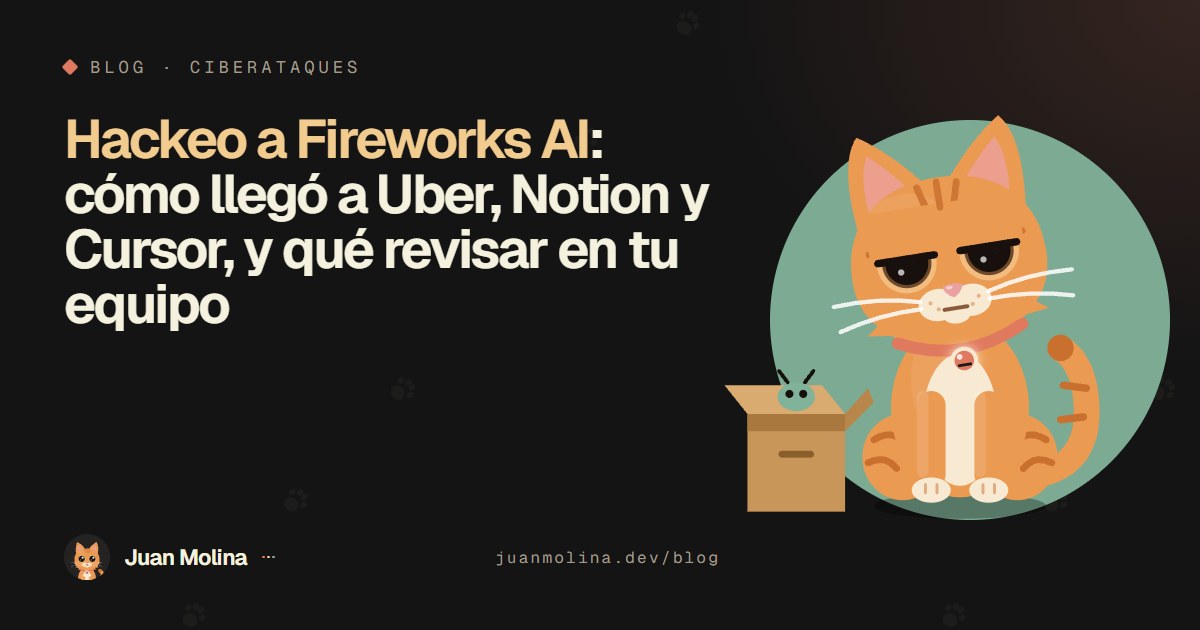 BLOG · CIBERATAQUES
Hackeo a Fireworks AI:
cómo llegó a Uber, Notion y
Cursor, y qué revisar en tu
equipo
Juan Molina
juanmolina.dev/blog